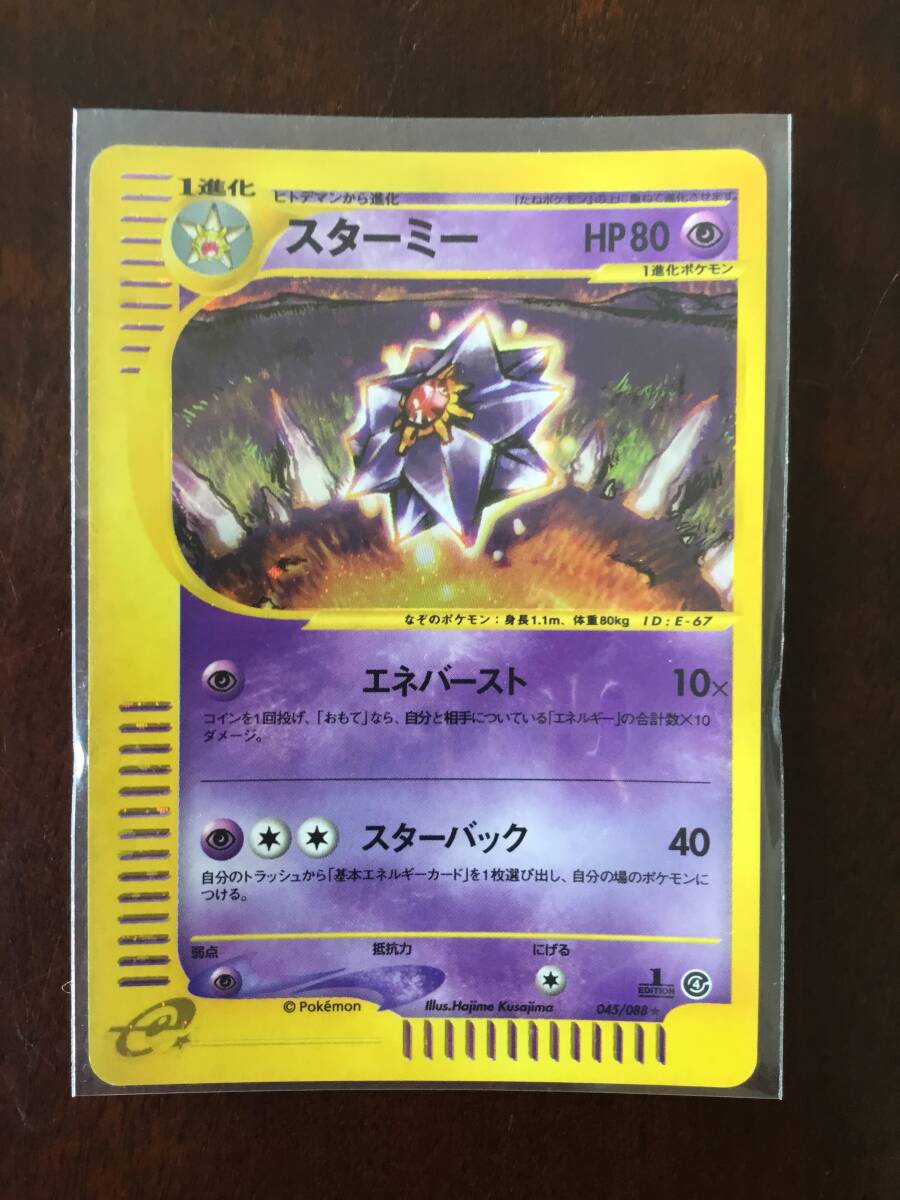 1進化
ヒトデマンから進化
「たねポケモン」の上に重ねて進化させます。
スターミー HP80
1進化ポケモン
なぞのポケモン：身長1.1m、体重80kg ID:E-67
エネバースト 10×
コインを1回投げ、「おもて」なら、自分と相手についている「エネルギー」の合計数×10
ダメージ。
スターバック 40
自分のトラッシュから「基本エネルギーカード」を1枚選び出し、自分の場のポケモンに
つける。
弱点 抵抗力 にげる
1
EDITION
4
© Pokémon Illus.Hajime Kusajima 045/088 ★
e